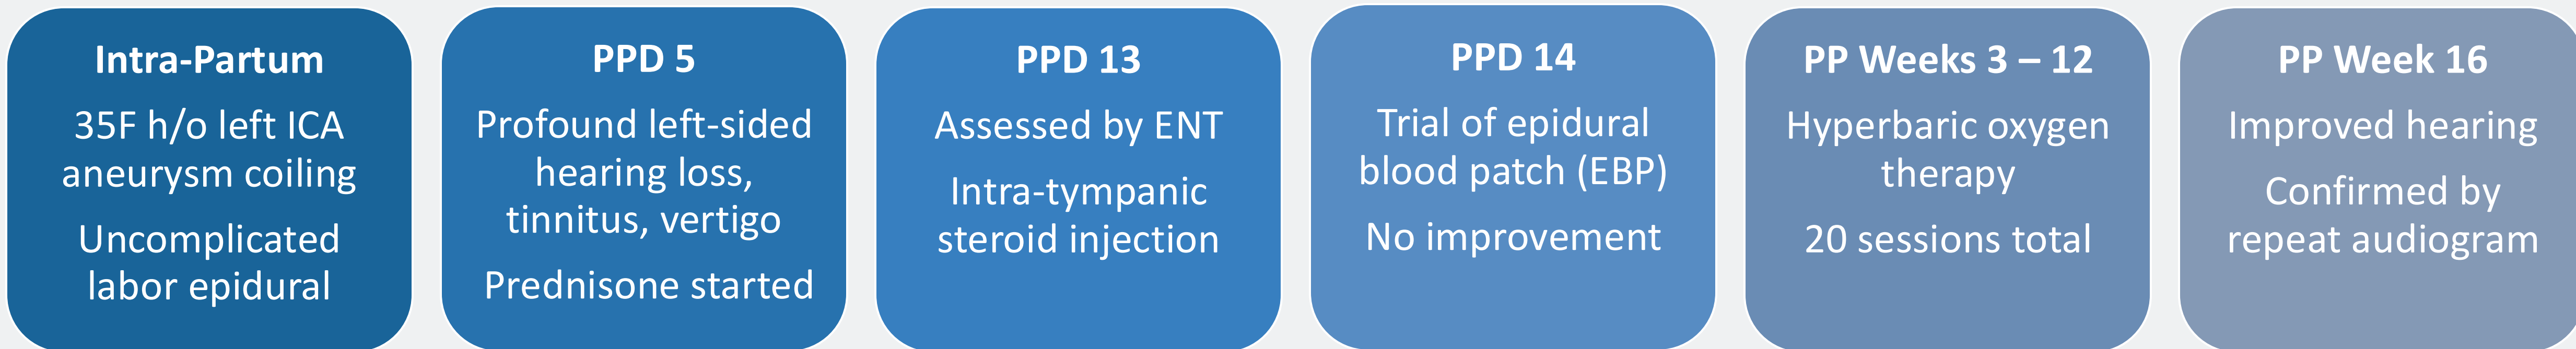 Intra-Partum
35F h/o left ICA
aneurysm coiling
Uncomplicated
labor epidural
PPD 5
Profound left-sided
hearing loss,
tinnitus, vertigo
Prednisone started
PPD 13
Assessed by ENT
Intra-tympanic
steroid injection
PPD 14
Trial of epidural
blood patch (EBP)
No improvement
PP Weeks 3 – 12
Hyperbaric oxygen
therapy
20 sessions total
PP Week 16
Improved hearing
Confirmed by
repeat audiogram